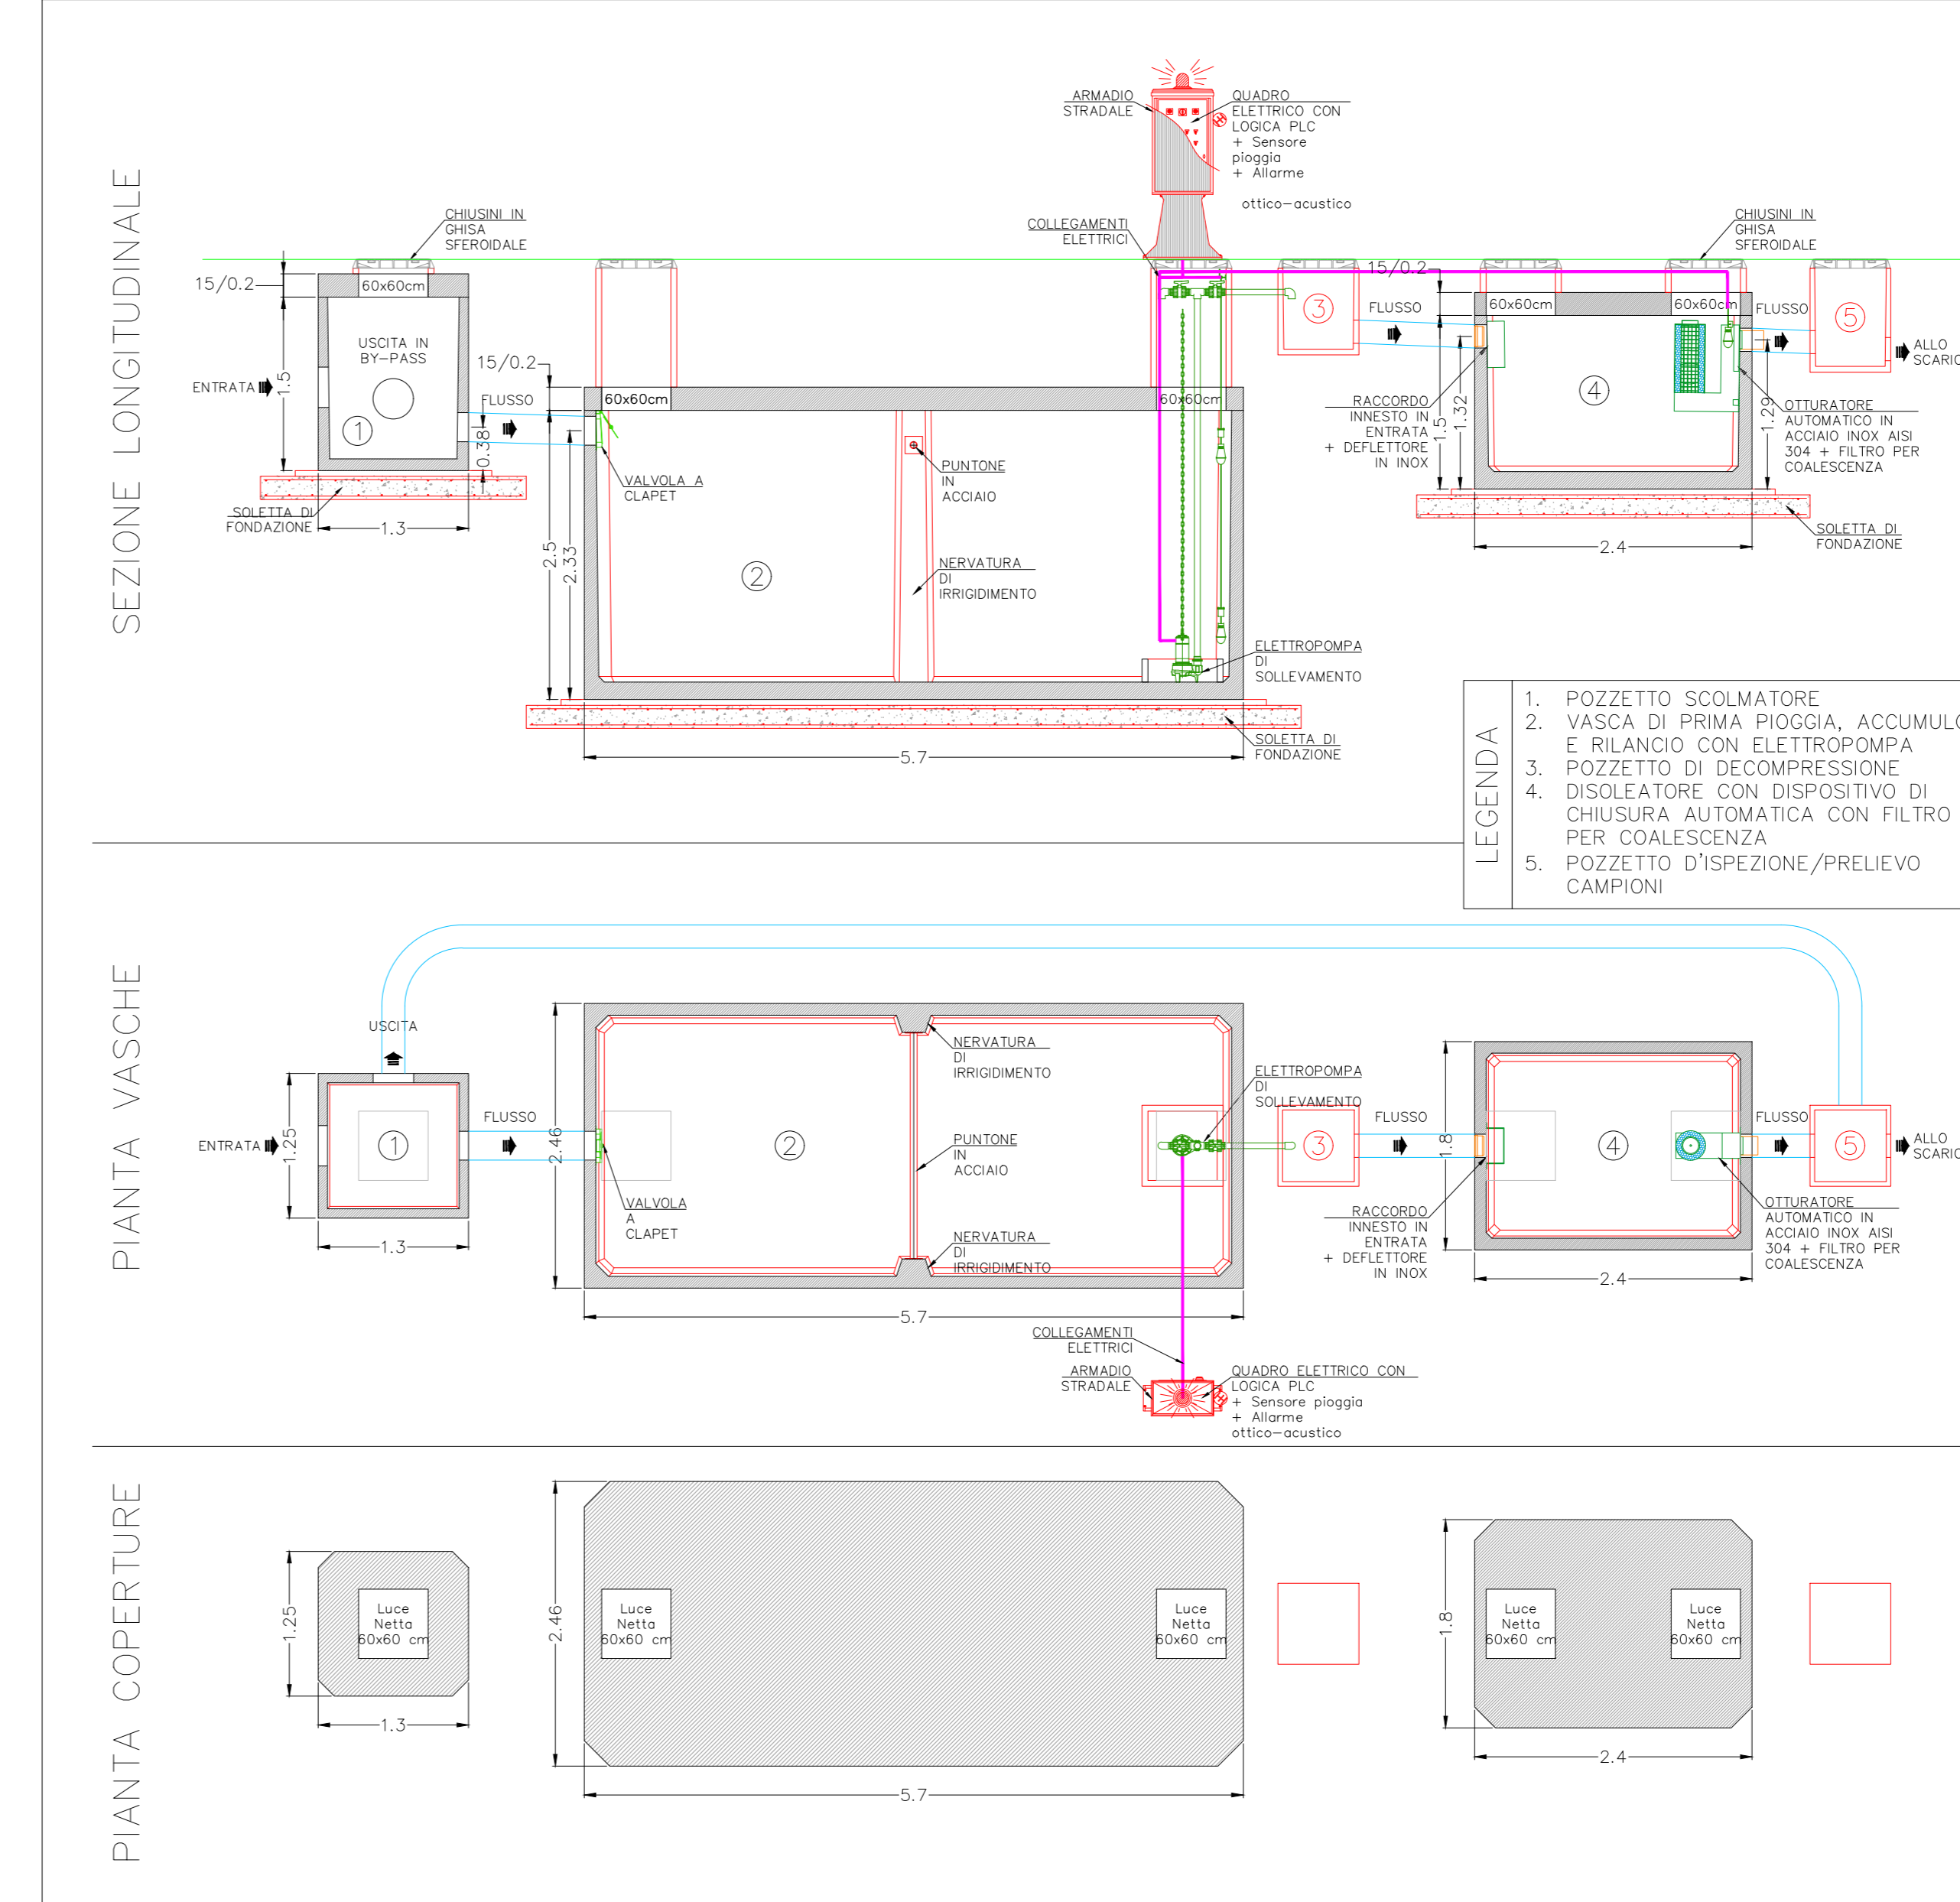 SEZIONE LONGITUDINALE
ARMADIO
STRADALE
QUADRO
ELETTRICO CON
LOGICA PLC
+ Sensore
pioggia
+ Allarme
ottico-acustico
CHIUSINI IN
GHISA
SFEROIDALE
COLLEGAMENTI
ELETTRICI
CHIUSINI IN
GHISA
SFEROIDALE
15/0.2
60x60cm
USCITA IN
BY-PASS
1.5
ENTRATA
1
FLUSSO
0.38
SOLETTA DI
FONDAZIONE
1.3
15/0.2
60x60cm
60x60cm
VALVOLA A
CLAPET
PUNTONE
IN
ACCIAIO
2.5
2.33
2
NERVATURA
DI
IRRIGIDIMENTO
ELETTROPOMPA
DI
SOLLEVAMENTO
SOLETTA DI
FONDAZIONE
5.7
3
15/0.2
FLUSSO
60x60cm
60x60cm
FLUSSO
5
ALLO
RACCORDO
INNESTO IN
ENTRATA
+ DEFLETTORE
IN INOX
1.5
1.32
4
1.29
OTTURATORE
AUTOMATICO IN
ACCIAIO INOX AISI
304 + FILTRO PER
COALESCENZA
2.4
SOLETTA DI
FONDAZIONE
LEGENDA
1. POZZETTO SCOLMATORE
2. VASCA DI PRIMA PIOGGIA, ACCUMULO
E RILANCIO CON ELETTROPOMPA
3. POZZETTO DI DECOMPRESSIONE
4. DISOLEATORE CON DISPOSITIVO DI
CHIUSURA AUTOMATICA CON FILTRO
PER COALESCENZA
5. POZZETTO D'ISPEZIONE/PRELIEVO
CAMPIONI
PIANTA VASCHE
USCITA
ENTRATA
1.25
1
1.3
FLUSSO
2.46
VALVOLA
A
CLAPET
2
NERVATURA
DI
IRRIGIDIMENTO
PUNTONE
IN
ACCIAIO
NERVATURA
DI
IRRIGIDIMENTO
ELETTROPOMPA
DI
SOLLEVAMENTO
5.7
COLLEGAMENTI
ELETTRICI
ARMADIO
STRADALE
QUADRO ELETTRICO CON
LOGICA PLC
+ Sensore pioggia
+ Allarme
ottico-acustico
3
FLUSSO
RACCORDO
INNESTO IN
ENTRATA
+ DEFLETTORE
IN INOX
1.8
4
2.4
FLUSSO
5
ALLO
OTTURATORE
AUTOMATICO IN
ACCIAIO INOX AISI
304 + FILTRO PER
COALESCENZA
PIANTA COPERTURE
1.25
Luce
Netta
60x60 cm
1.3
2.46
Luce
Netta
60x60 cm
Luce
Netta
60x60 cm
5.7
1.8
Luce
Netta
60x60 cm
Luce
Netta
60x60 cm
2.4